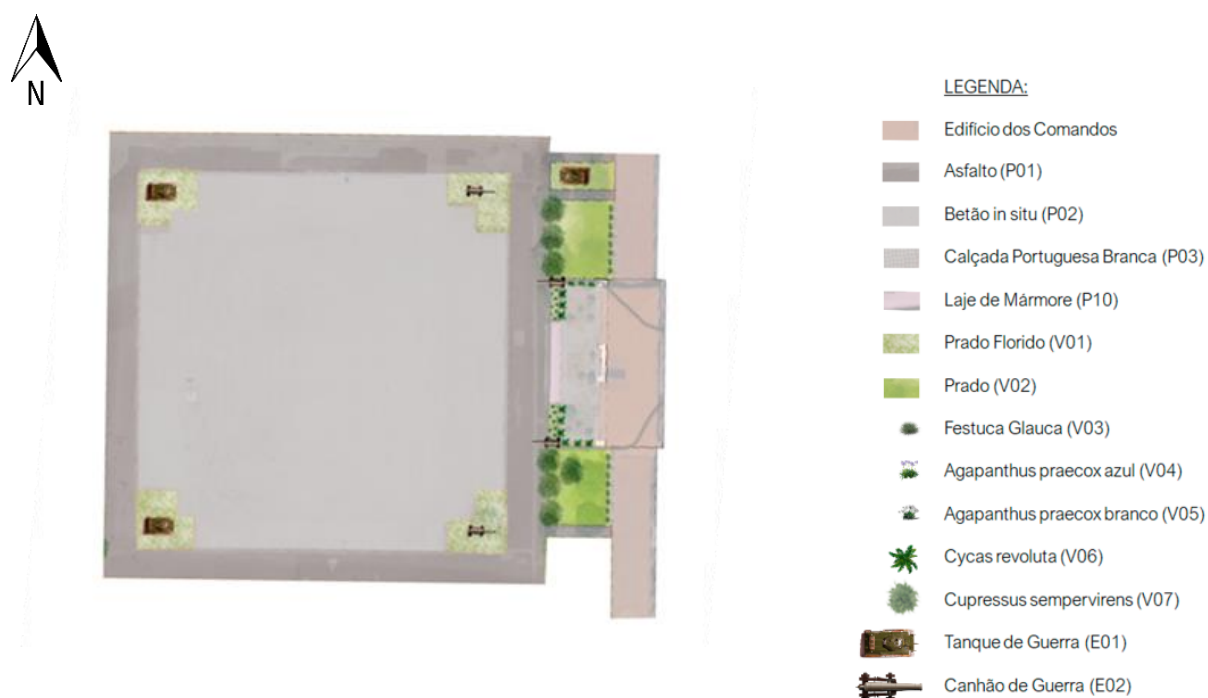 N
LEGENDA:
Edifício dos Comandos
Asfalto (P01)
Betão in situ (P02)
Calçada Portuguesa Branca (P03)
Laje de Mármore (P10)
Prado Florido (V01)
Prado (V02)
Festuca Glauca (V03)
Agapanthus praecox azul (V04)
Agapanthus praecox branco (V05)
Cycas revoluta (V06)
Cupressus sempervirens (V07)
Tanque de Guerra (E01)
Canhão de Guerra (E02)